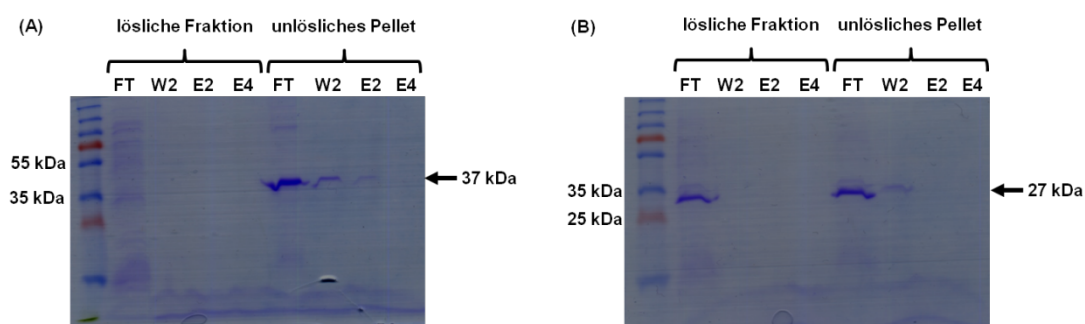 (A)
lösliche Fraktion unlösliches Pellet
FT W2 E2 E4 FT W2 E2 E4
55 kDa
35 kDa
37 kDa
(B)
lösliche Fraktion unlösliches Pellet
FT W2 E2 E4 FT W2 E2 E4
35 kDa
25 kDa
27 kDa